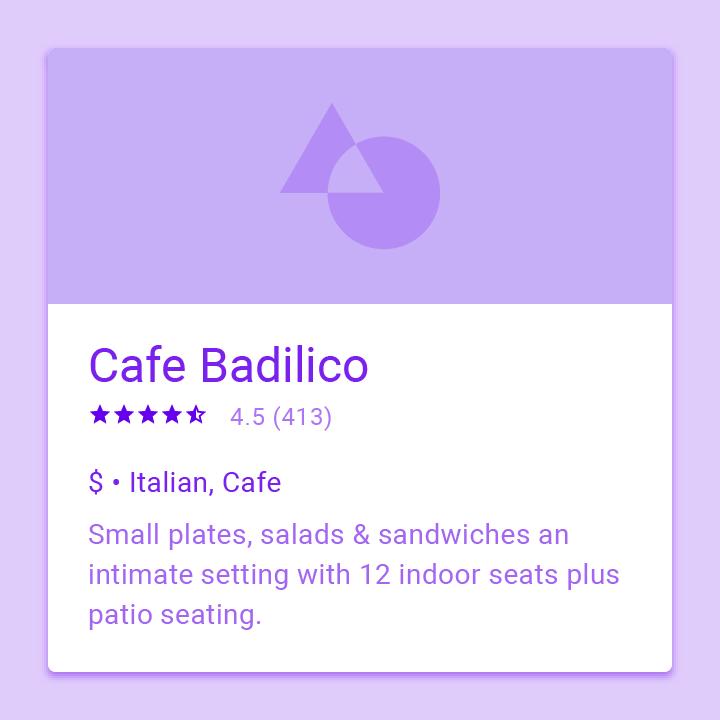 Cafe Badilico
4.5 (413)
$ • Italian, Cafe
Small plates, salads & sandwiches an
intimate setting with 12 indoor seats plus
patio seating.